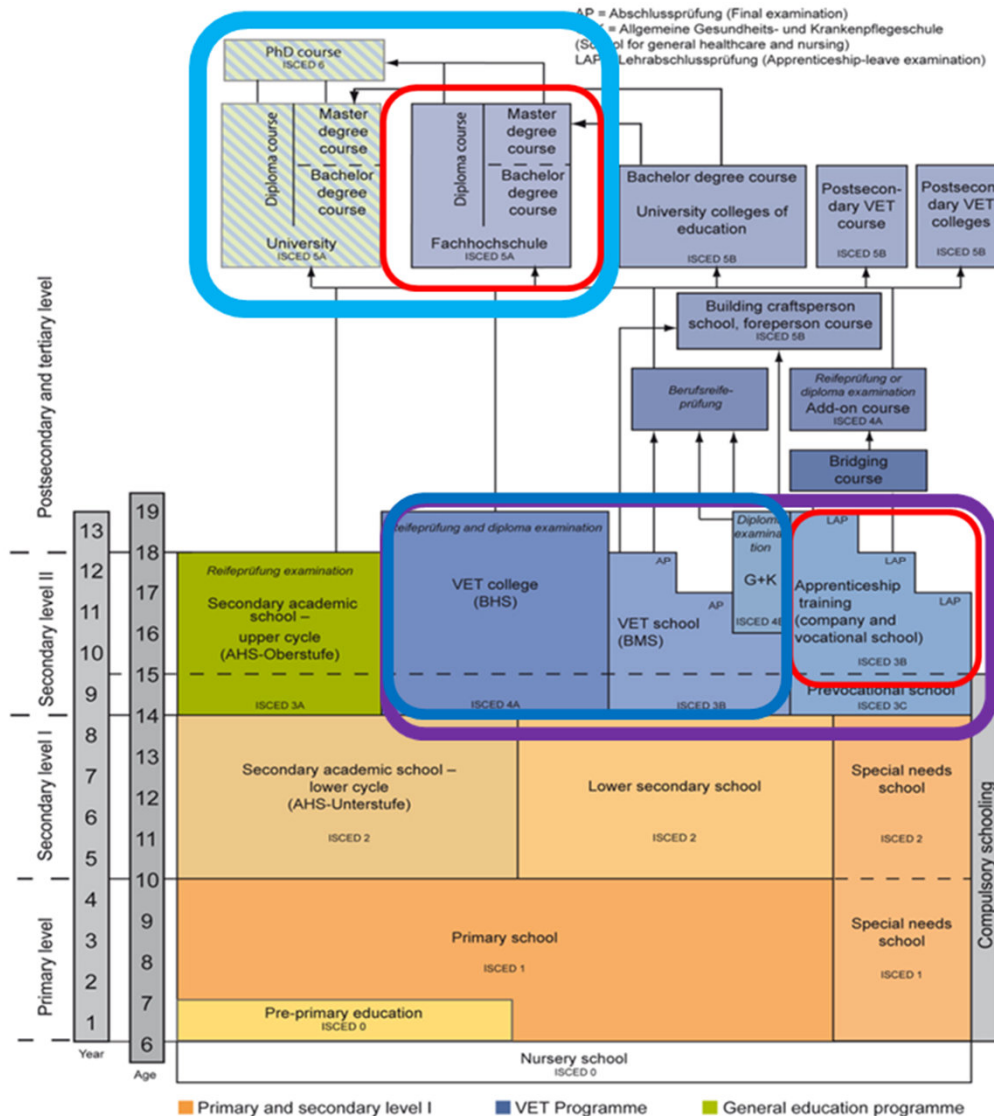 AP = Abschlussprüfung (Final examination)
K = Allgemeine Gesundheits- und Krankenpflegeschule
(School for general healthcare and nursing)
LAP = Lehrabschlussprüfung (Apprenticeship-leave examination)
PhD course
ISCED 6
Diploma course
Master
degree
course
Bachelor
degree
course
University
ISCED 5A
Diploma course
Master
degree
course
Bachelor
degree
course
Fachhochschule
ISCED 5A
Bachelor degree course
University colleges of
education
ISCED 5B
Postsecon-
dary VET
course
ISCED 5B
Postsecon-
dary VET
colleges
ISCED 5B
Building craftsperson
school, foreperson course
ISCED 5B
Berufsreife-
prüfung
Reifeprüfung or
diploma examination
Add-on course
ISCED 4A
Bridging
course
Postsecondary and tertiary level
Secondary level II
Secondary level I
Primary level
13
12
11
10
9
8
7
6
5
4
3
2
1
Year
19
18
17
16
15
14
13
12
11
10
9
8
7
6
Age
Reifeprüfung examination
Secondary academic
school –
upper cycle
(AHS-Oberstufe)
ISCED 3A
Reifeprüfung and diploma examination
VET college
(BHS)
ISCED 4A
AP
AP
VET school
(BMS)
ISCED 3B
Diploma
examina-
tion
G+K
ISCED 4B
LAP
LAP
LAP
Apprenticeship
training
(company and
vocational school)
ISCED 3B
Prevocational school
ISCED 3C
Secondary academic school –
lower cycle
(AHS-Unterstufe)
ISCED 2
Lower secondary school
ISCED 2
Special needs
school
ISCED 2
Compulsory schooling
Primary school
ISCED 1
Special needs
school
ISCED 1
Pre-primary education
ISCED 0
Nursery school
ISCED 0
Primary and secondary level I
VET Programme
General education programme